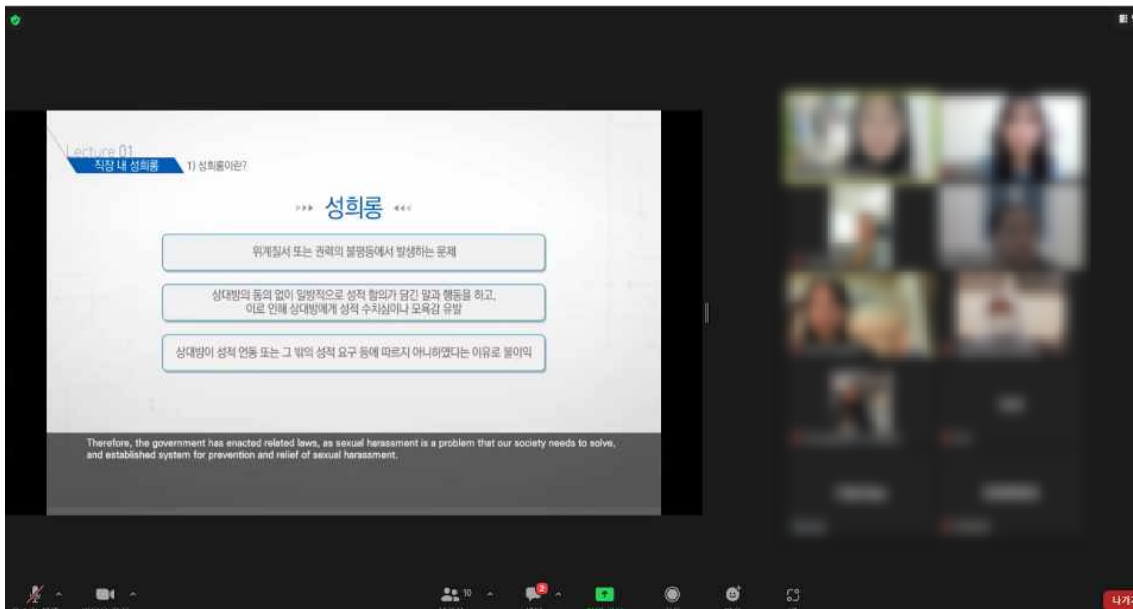 Lecture 01
직장 내 성희롱
1) 성희롱이란?
성희롱
위계질서 또는 권력의 불평등에서 발생하는 문제
상대방의 동의 없이 일방적으로 성적 함의가 담긴 말과 행동을 하고,
이로 인해 상대방에게 성적 수치심이나 모욕감 유발
상대방이 성적 언동 또는 그 밖의 성적 요구 등에 따르지 아니하였다는 이유로 불이익
Therefore, the government has enacted related laws, as sexual harassment is a problem that our society needs to solve,
and established system for prevention and relief of sexual harassment.
10
2